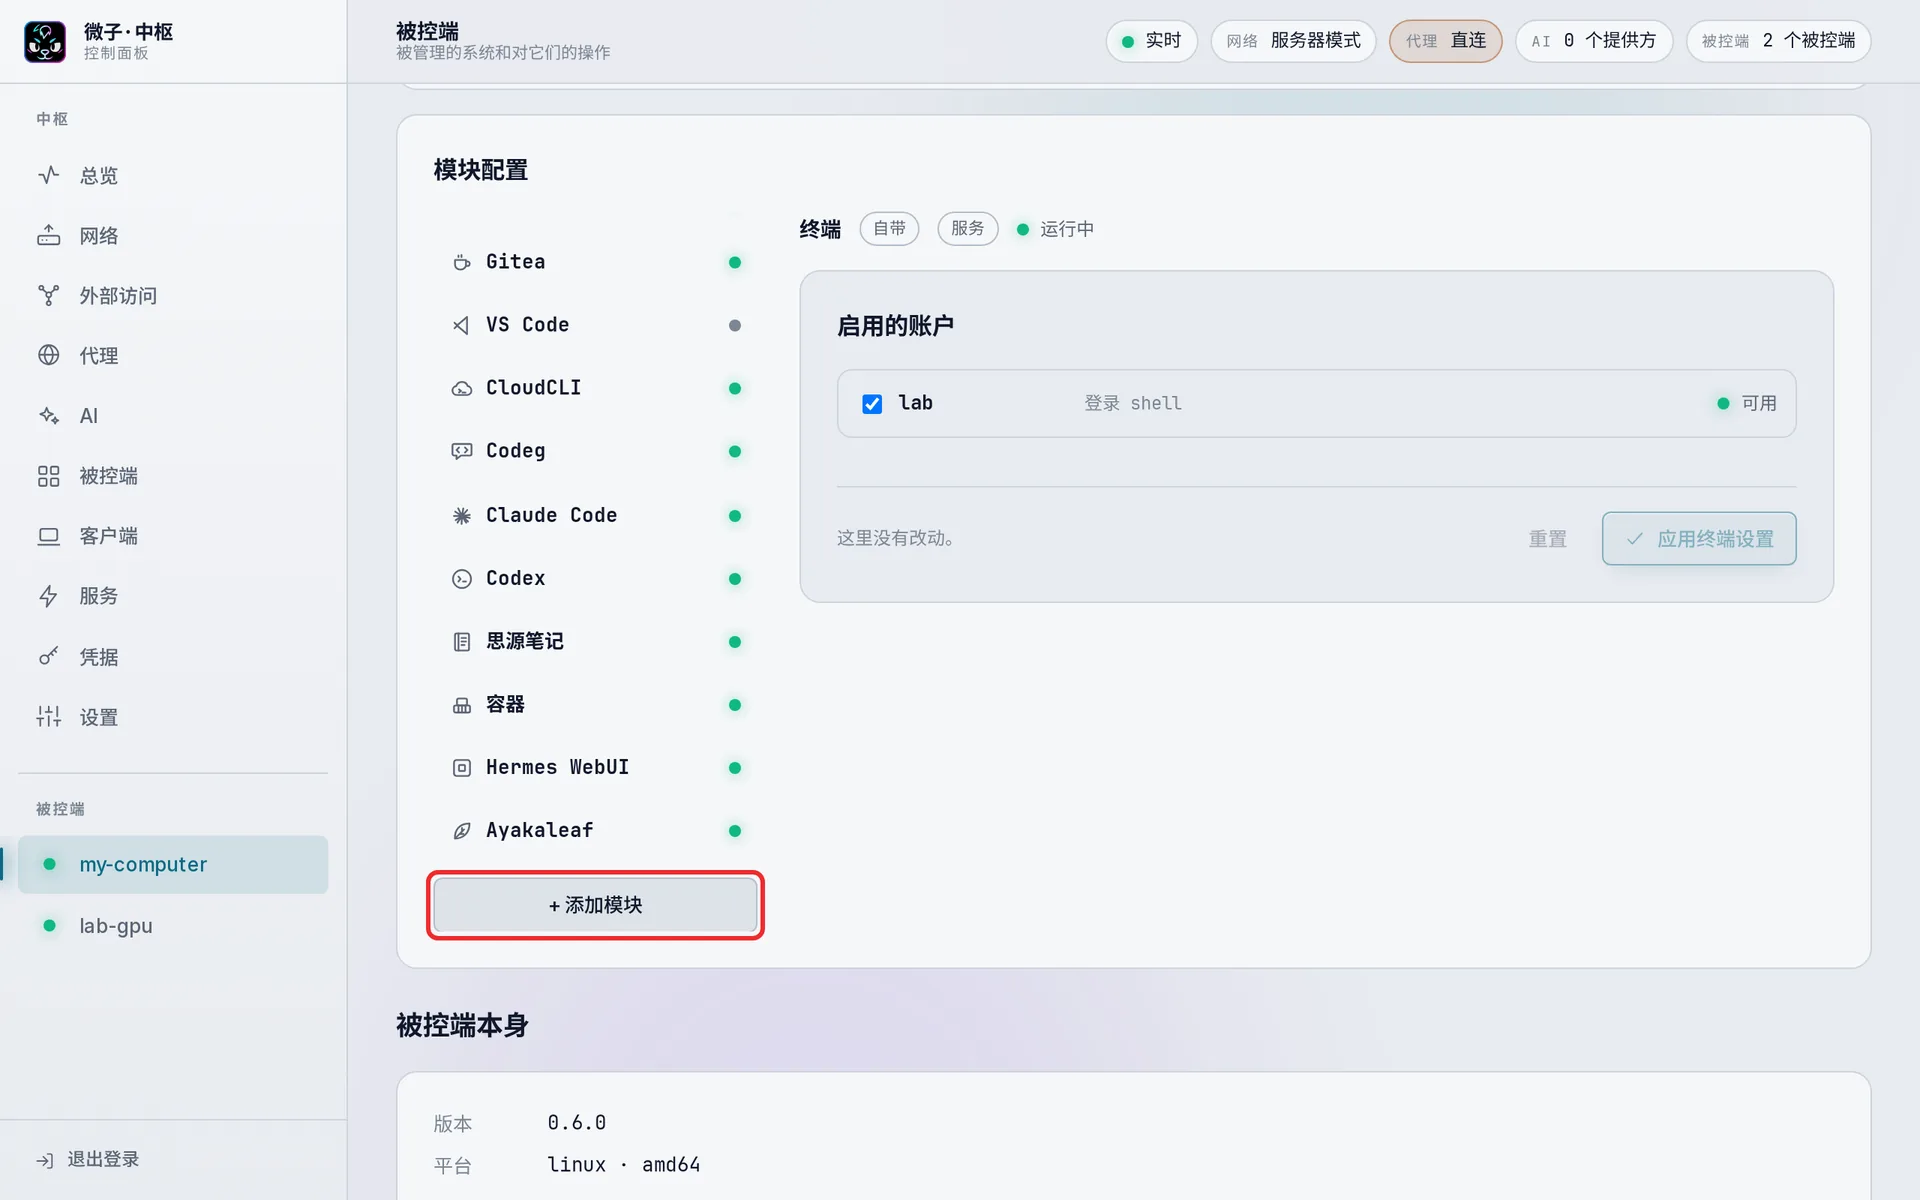 微子·中枢
控制面板
中枢
总览
网络
外部访问
代理
AI
被控端
客户端
服务
凭据
设置
被控端
my-computer
lab-gpu
退出登录
被控端
被管理的系统和对它们的操作
实时
网络 服务器模式
代理 直连
AI 0 个提供方
被控端 2 个被控端
模块配置
Gitea
VS Code
CloudCLI
Codeg
Claude Code
Codex
思源笔记
容器
Hermes WebUI
Ayakaleaf
+ 添加模块
终端 自带 服务 运行中
启用的账户
lab 登录 shell 可用
这里没有改动。 重置 应用终端设置
被控端本身
版本 0.6.0
平台 linux · amd64